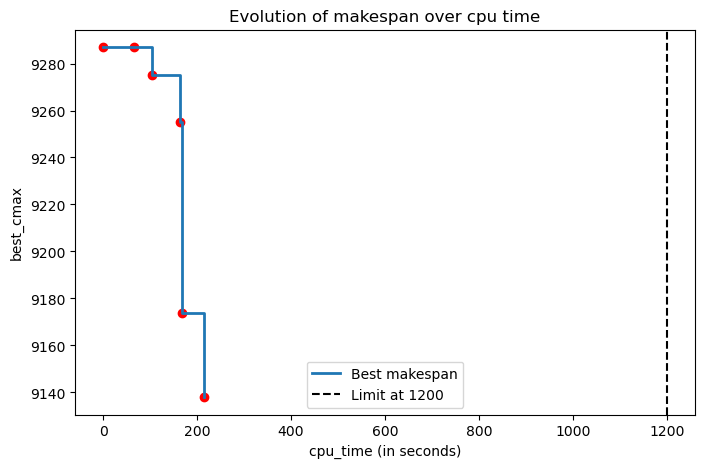 Evolution of makespan over cpu time
best_cmax
9280
9260
9240
9220
9200
9180
9160
9140
Best makespan
Limit at 1200
0 200 400 600 800 1000 1200
cpu_time (in seconds)